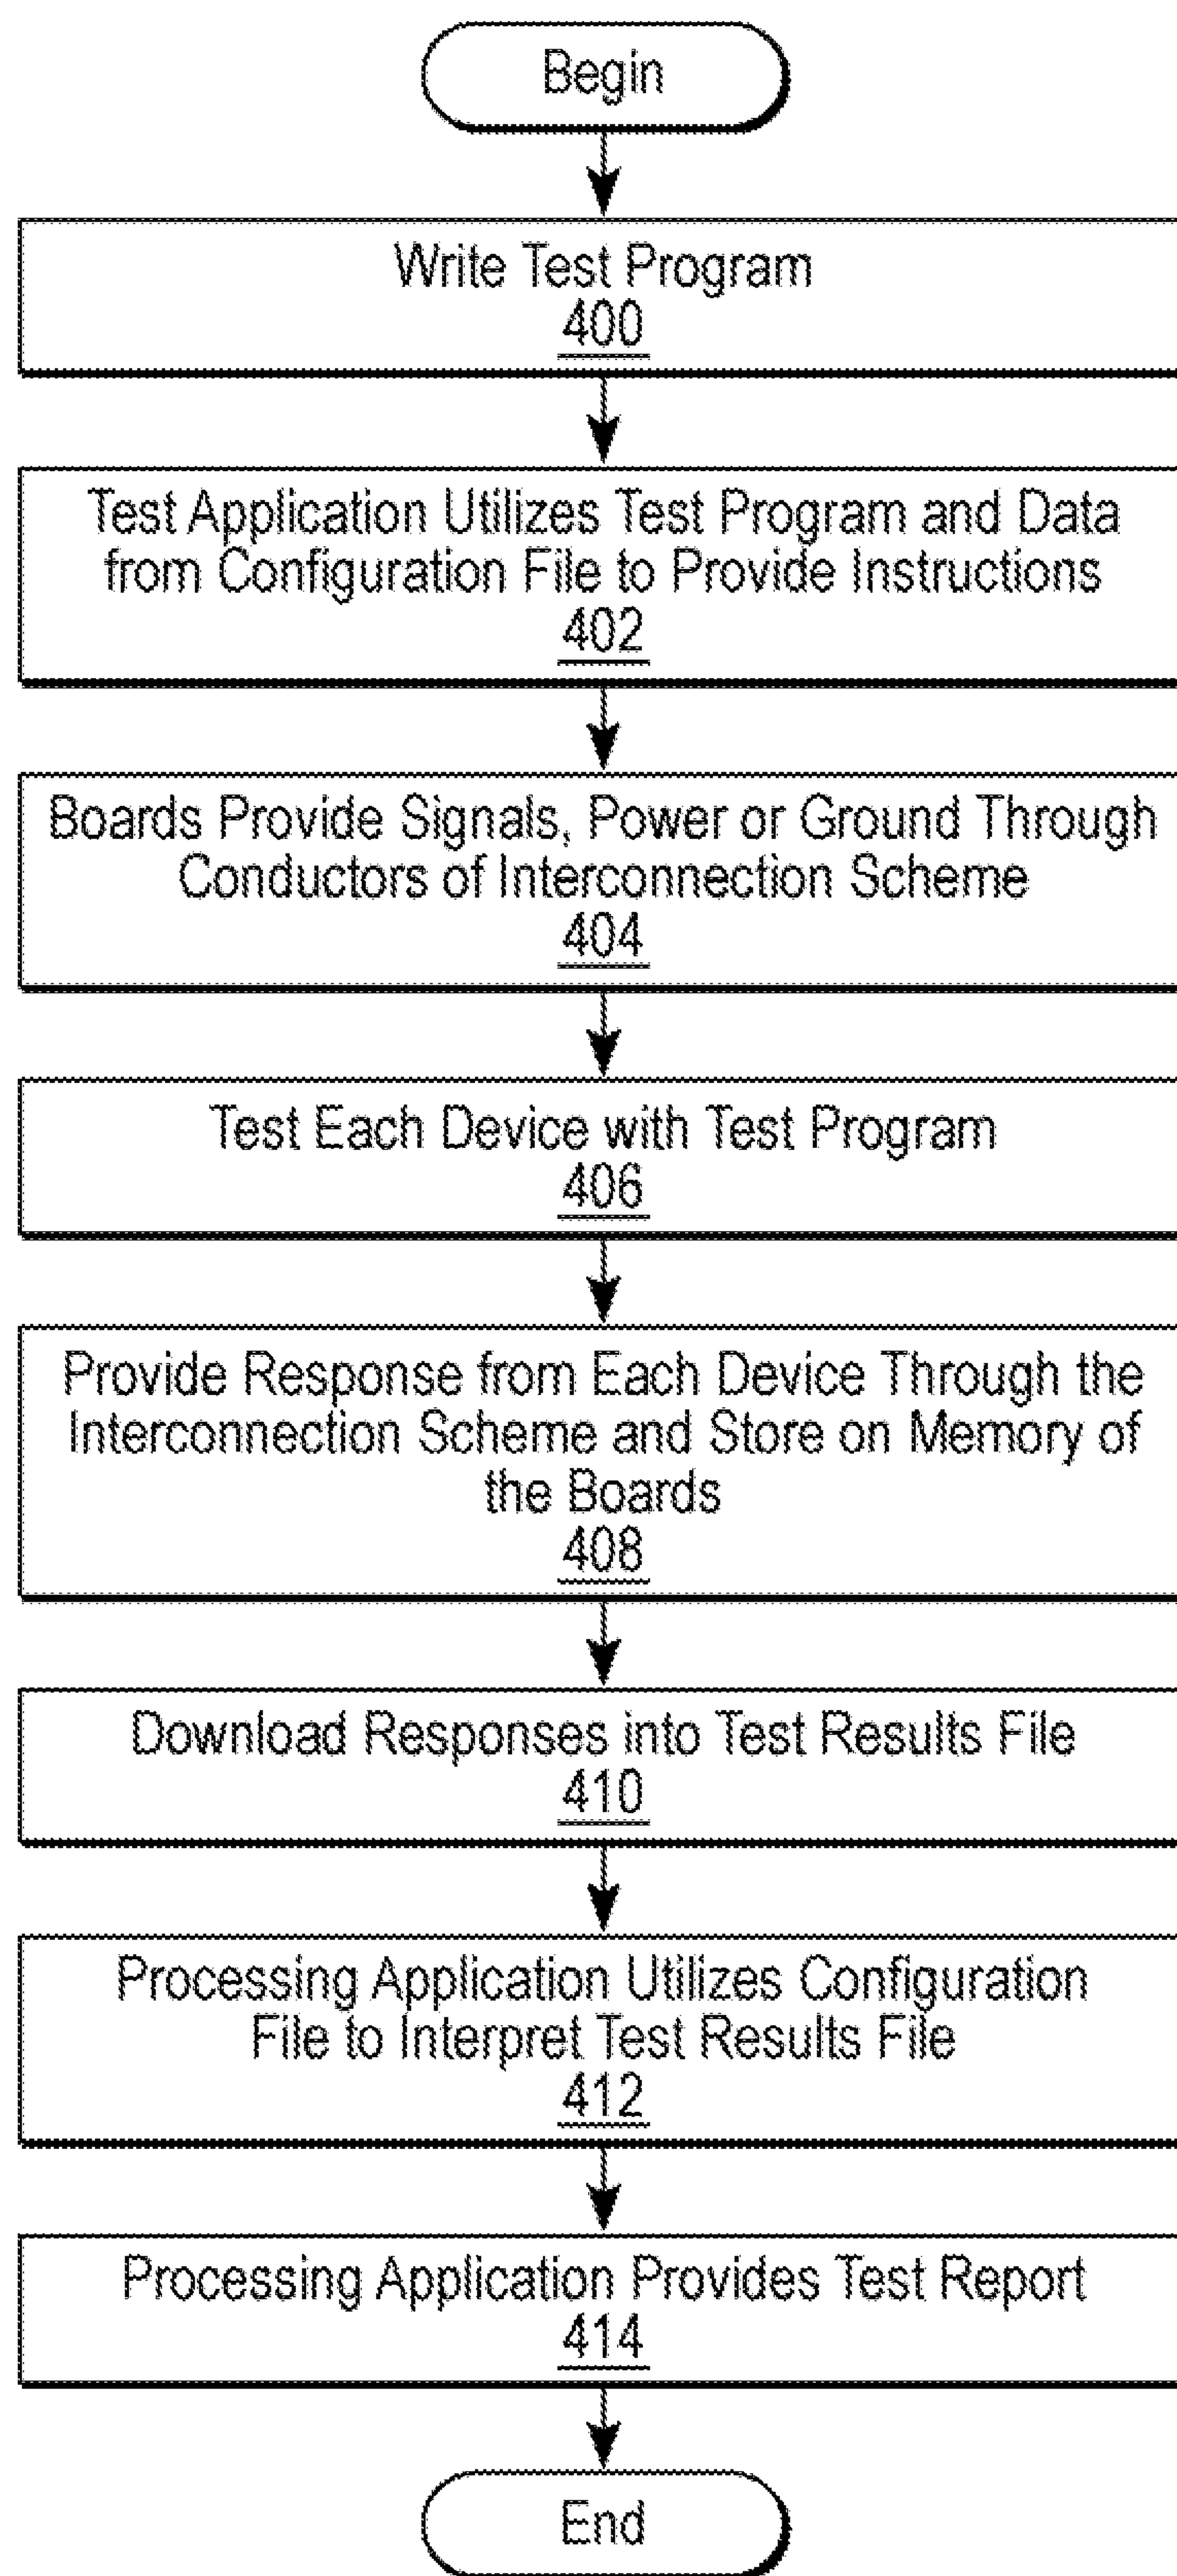 Begin
Write Test Program
400
Test Application Utilizes Test Program and Data
from Configuration File to Provide Instructions
402
Boards Provide Signals, Power or Ground Through
Conductors of Interconnection Scheme
404
Test Each Device with Test Program
406
Provide Response from Each Device Through the
Interconnection Scheme and Store on Memory of
the Boards
408
Download Responses into Test Results File
410
Processing Application Utilizes Configuration
File to Interpret Test Results File
412
Processing Application Provides Test Report
414
End